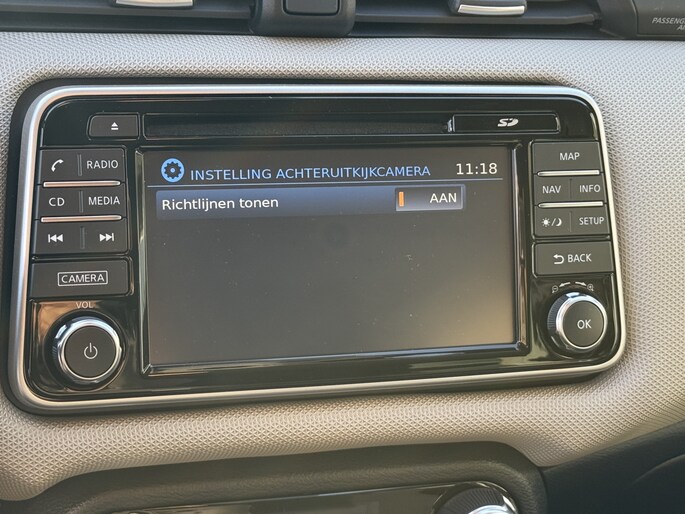 PASSENGER
SD
RADIO
CD
MEDIA
CAMERA
VOL
INSTELLING ACHTERUITKIJKCAMERA 11:18
Richtlijnen tonen AAN
MAP
NAV
INFO
SETUP
BACK
OK